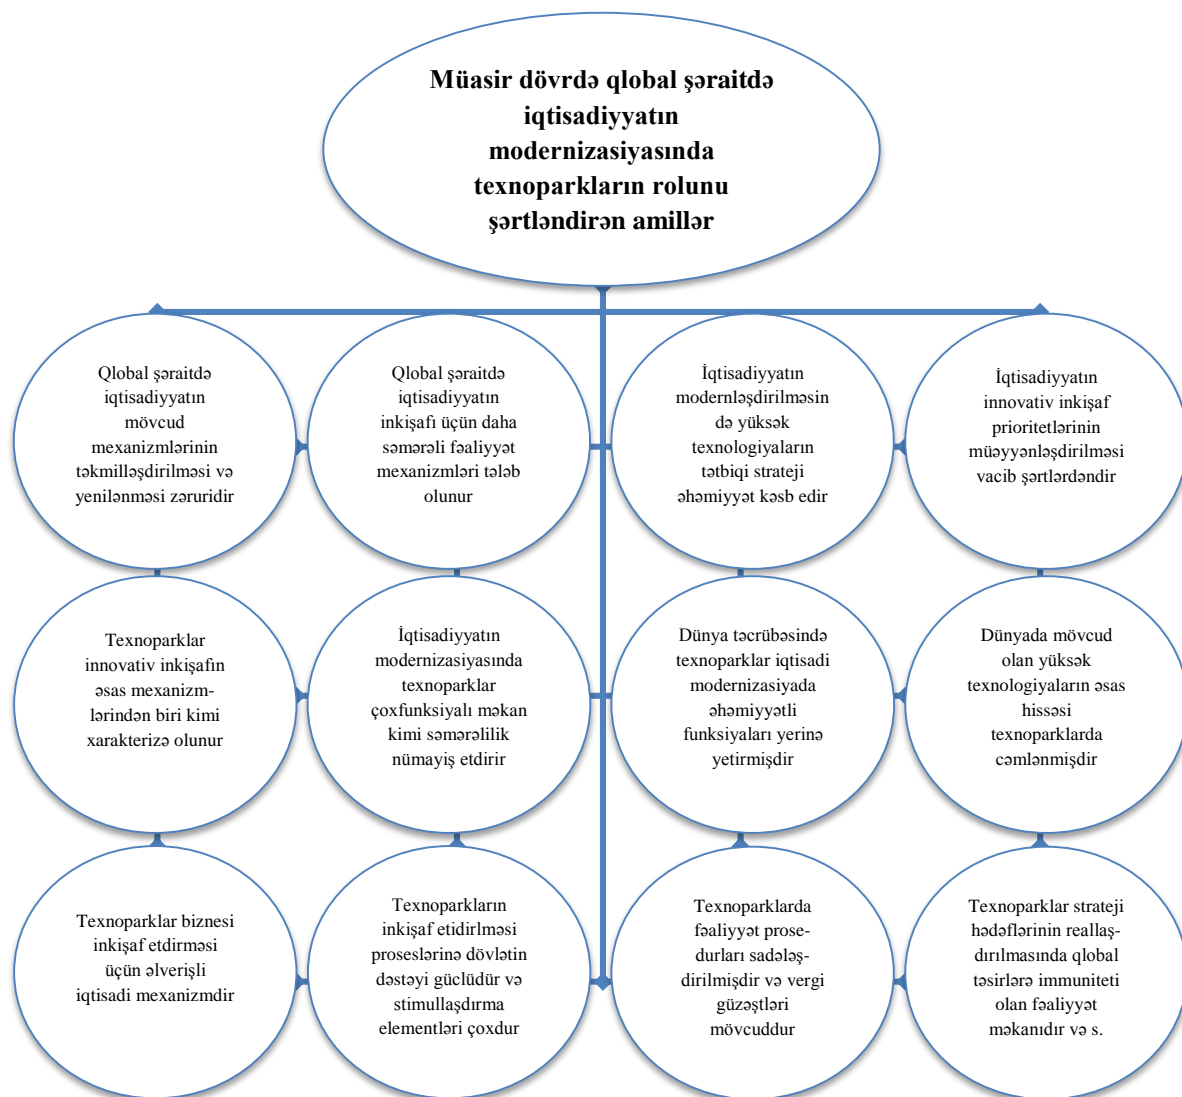 Müasir dövrdə qlobal şəraitdə
iqtisadiyyatın
modernizasiyasında
texnoparkların rolunu
şərtləndirən amillər
Qlobal şəraitdə
iqtisadiyyatın
mövcud
mexanizmlərinin
təkmilləşdirilməsi və
yenilənməsi zəruridir
Qlobal şəraitdə
iqtisadiyyatın
inkişafı üçün daha
səmərəli fəaliyyət
mexanizmləri tələb
olunur
İqtisadiyyatın
modernləşdirilməsin
də yüksək
texnologiyaların
tətbiqi strateji
əhəmiyyət kəsb edir
İqtisadiyyatın
innovativ inkişaf
prioritetlərinin
müəyyənləşdirilməsi
vacib şərtlərdəndir
Texnoparklar
innovativ inkişafın
əsas mexanizm-
lərindən biri kimi
xarakterizə olunur
İqtisadiyyatın
modernizasiyasında
texnoparklar
çoxfunksiyalı məkan
kimi səmərəlilik
nümayiş etdirir
Dünya təcrübəsində
texnoparklar iqtisadi
modernizasiyada
əhəmiyyətli
funksiyaları yerinə
yetirmişdir
Dünyada mövcud
olan yüksək
texnologiyaların əsas
hissəsi
texnoparklarda
cəmlənmişdir
Texnoparklar biznesi
inkişaf etdirməsi
üçün əlverişli
iqtisadi mexanizmdir
Texnoparkların
inkişaf etidirlməsi
proseslərinə dövlətin
dəstəyi güclüdür və
stimullaşdırma
elementləri çoxdur
Texnoparklarda
fəaliyyət prose-
durları sadələş-
dirilmişdir və vergi
güzəştləri
mövcuddur
Texnoparklar strateji
hədəflərinin reallaş-
dırılmasında qlobal
təsirlərə immuniteti
olan fəaliyyət
məkanıdır və s.